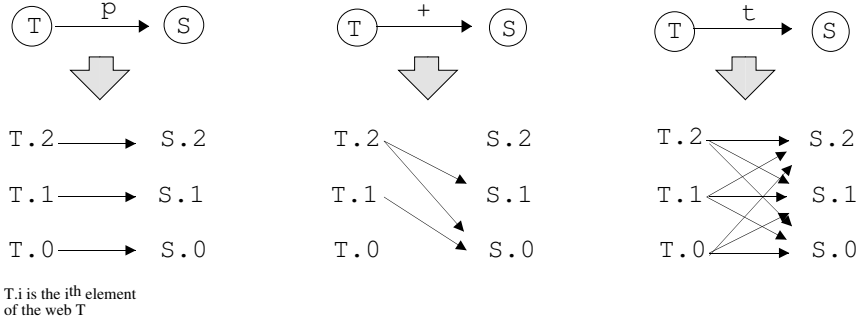 T p S T + S T t S
T.2 S.2 T.2 S.2 T.2 S.2
T.1 S.1 T.1 S.1 T.1 S.1
T.0 S.0 T.0 S.0 T.0 S.0
T.i is the ith element
of the web T